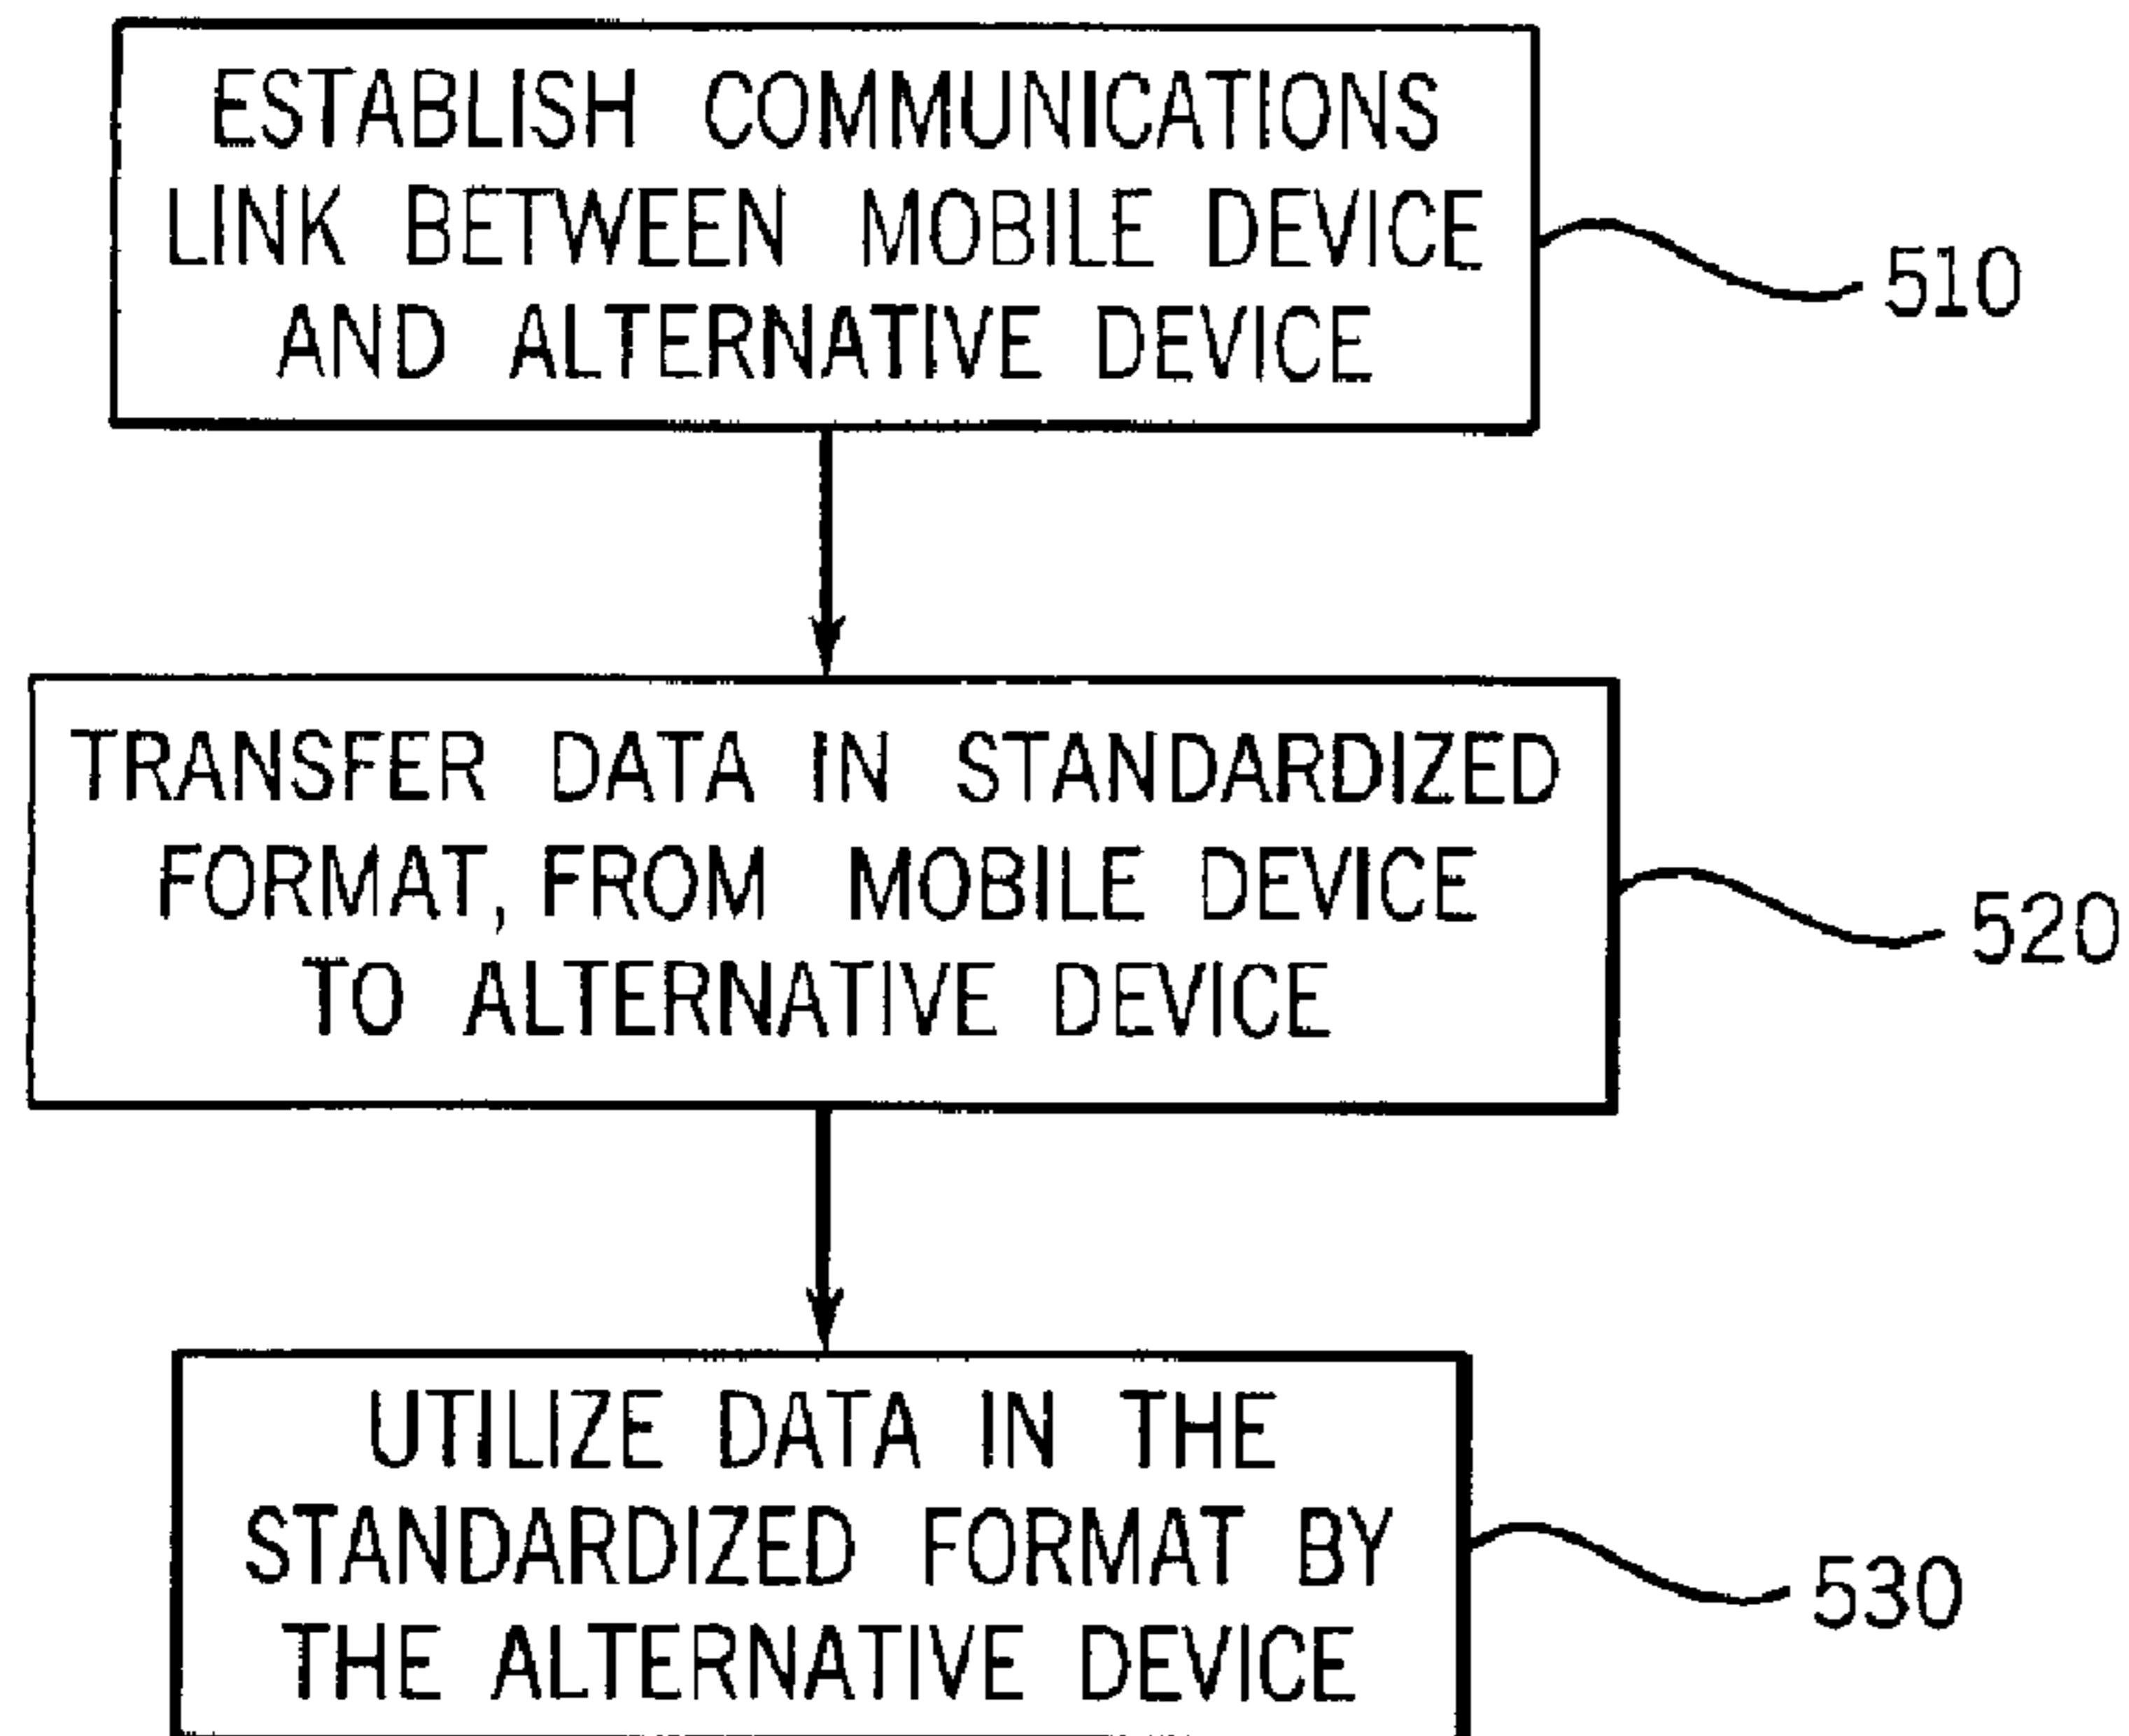 ESTABLISH COMMUNICATIONS
LINK BETWEEN MOBILE DEVICE
AND ALTERNATIVE DEVICE
510
TRANSFER DATA IN STANDARDIZED
FORMAT, FROM MOBILE DEVICE
TO ALTERNATIVE DEVICE
520
UTILIZE DATA IN THE
STANDARDIZED FORMAT BY
THE ALTERNATIVE DEVICE
530